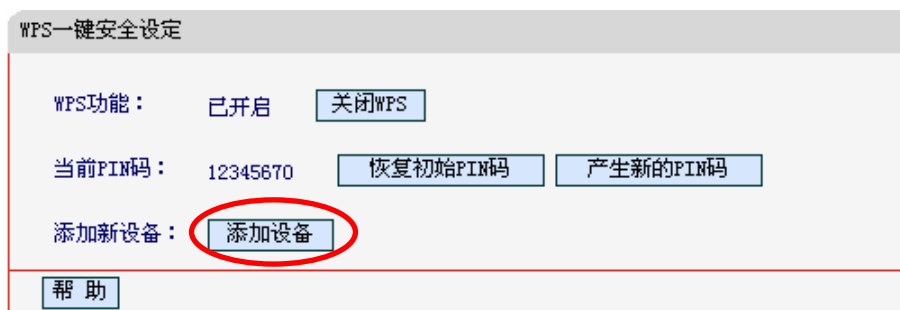 WPS一键安全设定
WPS功能： 已开启 关闭WPS
当前PIN码： 12345670 恢复初始PIN码 产生新的PIN码
添加新设备： 添加设备
帮 助